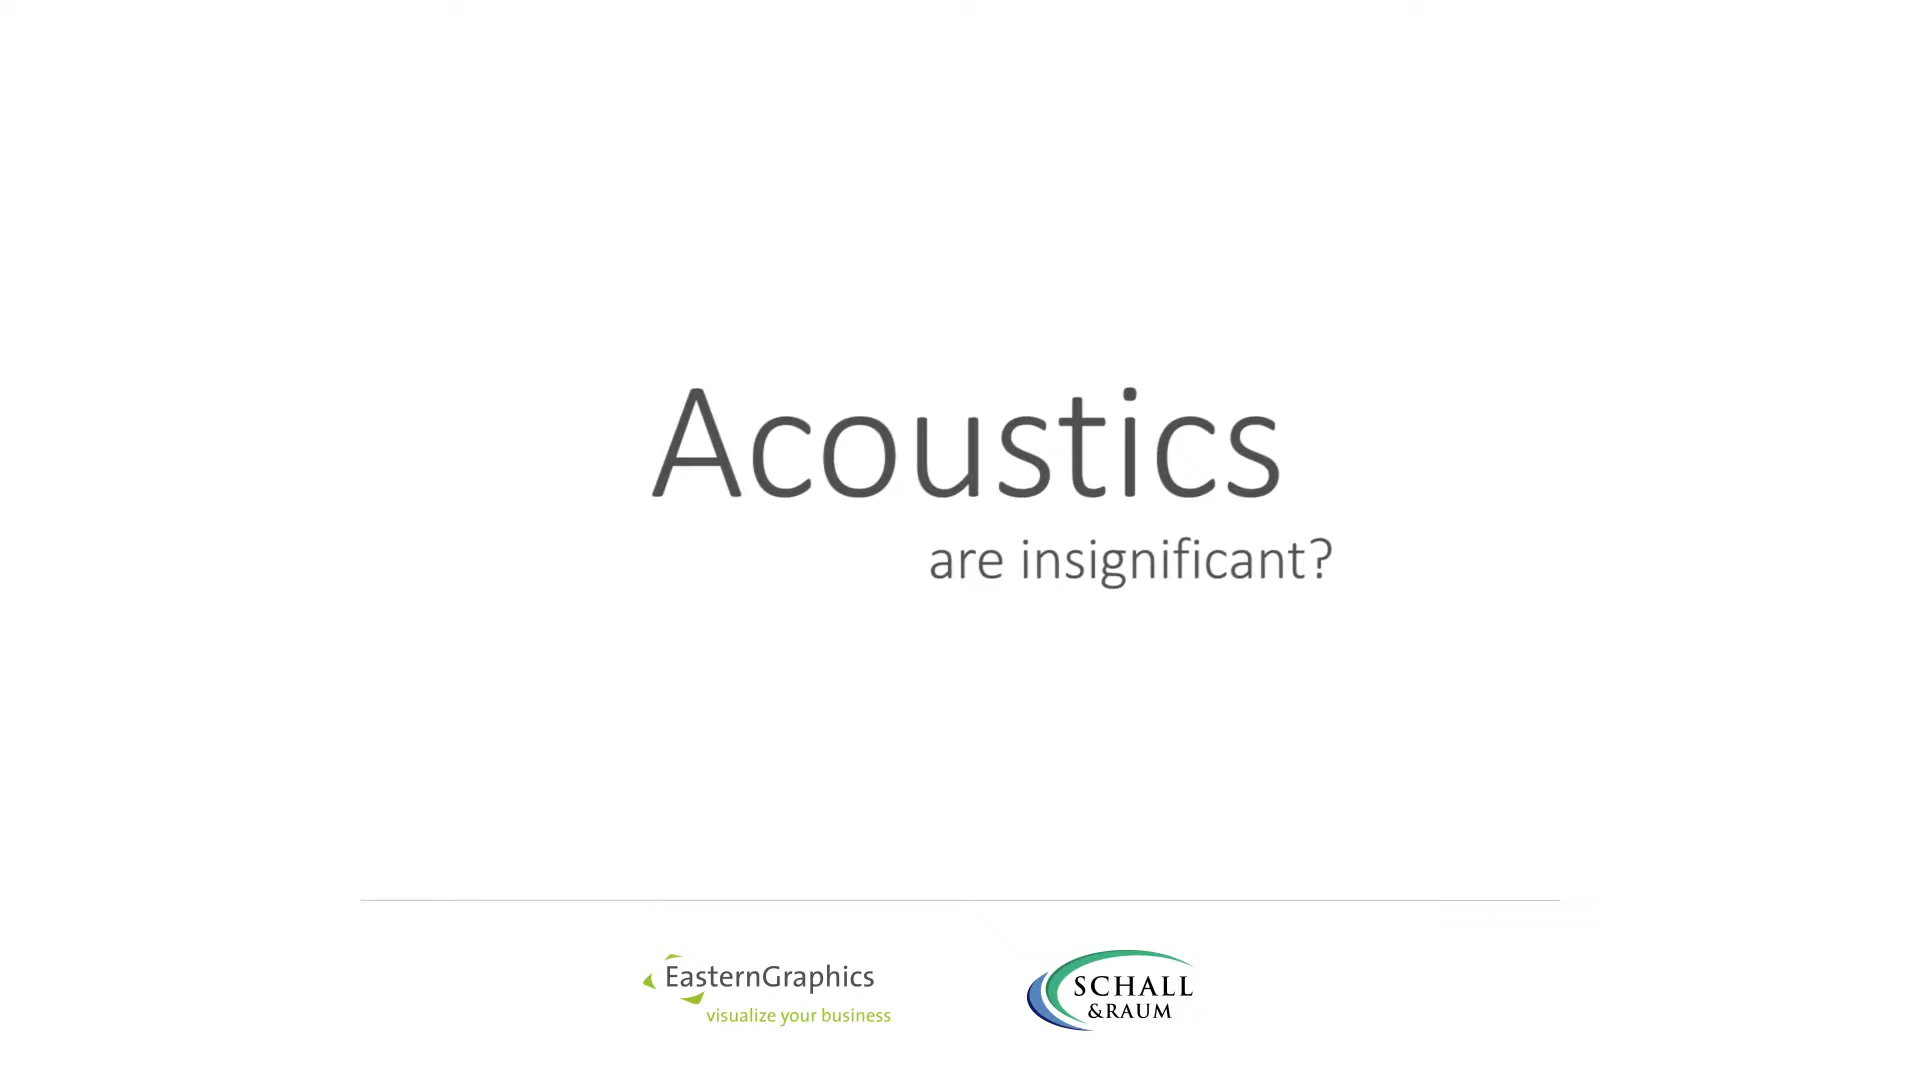 Acoustics
are insignificant?
EasternGraphics
visualize your business
SCHALL
&RAUM